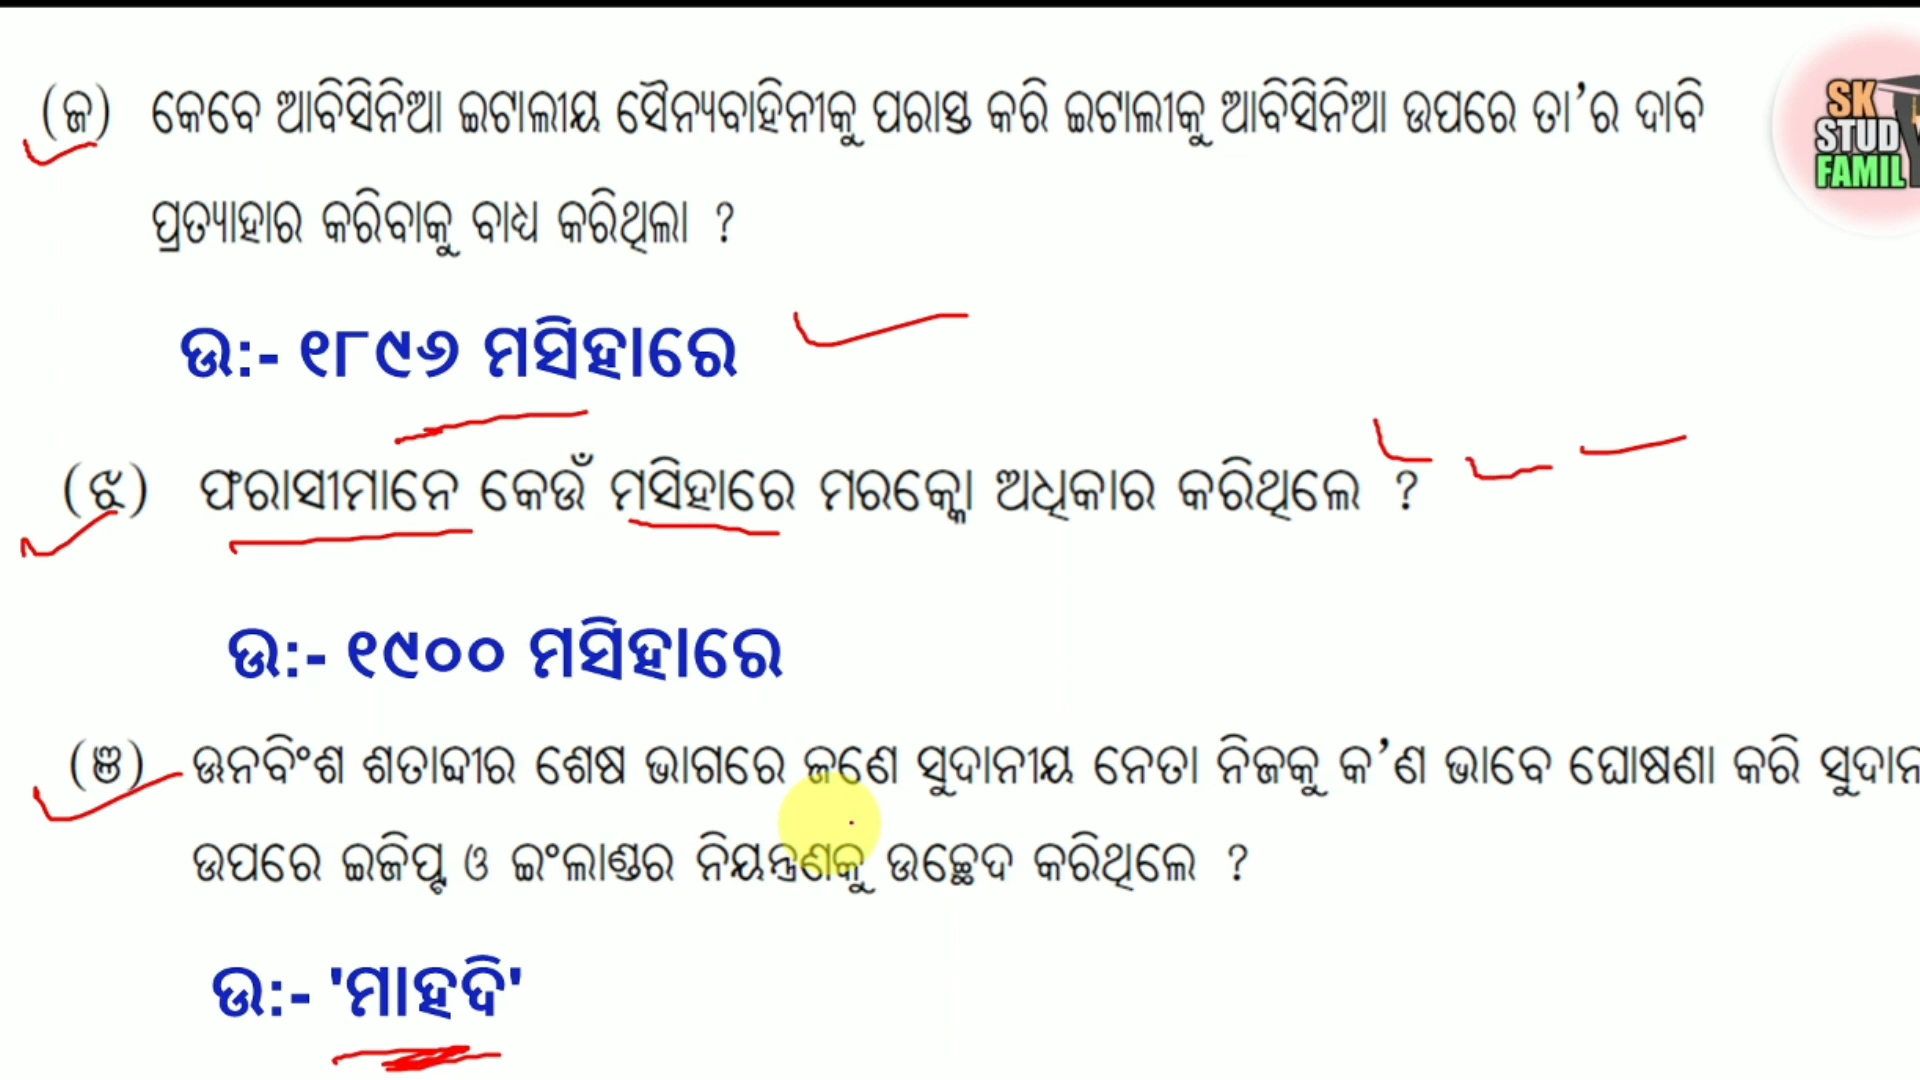 (ଜ) କେବେ ଆବିସିନିଆ ଇଟାଲୀୟ ସୈନ୍ୟବାହିନୀକୁ ପରାସ୍ତ କରି ଇଟାଲୀକୁ ଆବିସିନିଆ ଉପରେ ତା'ର ଦାବି
ପ୍ରତ୍ୟାହାର କରିବାକୁ ବାଧ୍ୟ କରିଥିଲା ?
ଉ:- ୧୮୯୬ ମସିହାରେ
(ଝ) ଫରାସୀମାନେ କେଉଁ ମସିହାରେ ମରକ୍କୋ ଅଧିକାର କରିଥିଲେ ?
ଉ:- ୧୯୦୦ ମସିହାରେ
(ଞ) ଊନବିଂଶ ଶତାବ୍ଦୀର ଶେଷ ଭାଗରେ ଜଣେ ସୁଦାନୀୟ ନେତା ନିଜକୁ କ'ଣ ଭାବେ ଘୋଷଣା କରି ସୁଦାନ
ଉପରେ ଇଜିପ୍ଟ ଓ ଇଂଲାଣ୍ଡର ନିୟନ୍ତ୍ରଣକୁ ଉଚ୍ଛେଦ କରିଥିଲେ ?
ଉ:- 'ମାହଦି'
SK
STUD
FAMIL